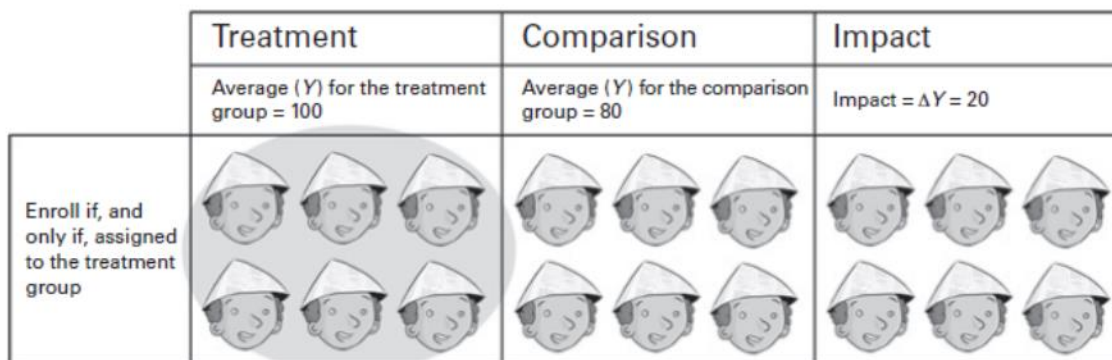 Treatment
Comparison
Impact
Average (Y) for the treatment
group = 100
Average (Y) for the comparison
group = 80
Impact = ΔY = 20
Enroll if, and
only if, assigned
to the treatment
group